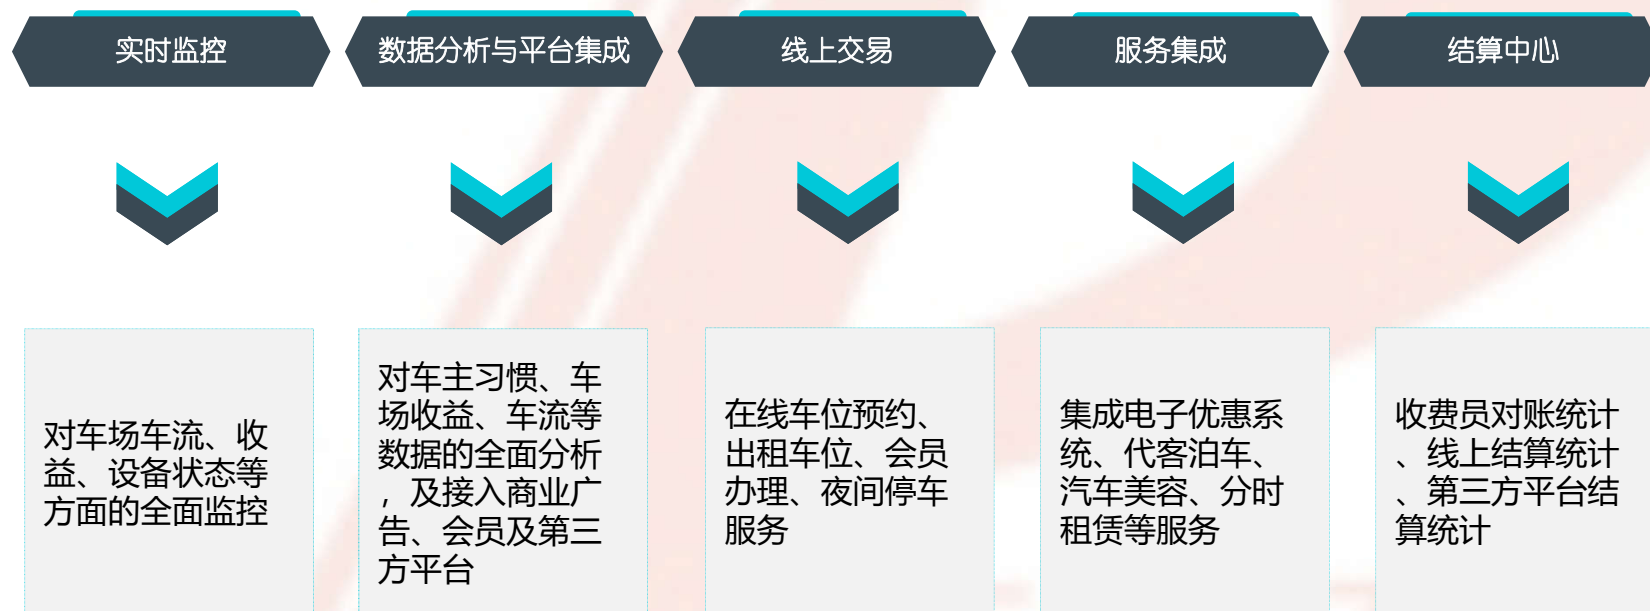 实时监控
数据分析与平台集成
线上交易
服务集成
结算中心
对车场车流、收
益、设备状态等
方面的全面监控
对车主习惯、车
场收益、车流等
数据的全面分析
，及接入商业广
告、会员及第三
方平台
在线车位预约、
出租车位、会员
办理、夜间停车
服务
集成电子优惠系
统、代客泊车、
汽车美容、分时
租赁等服务
收费员对账统计
、线上结算统计
、第三方平台结
算统计